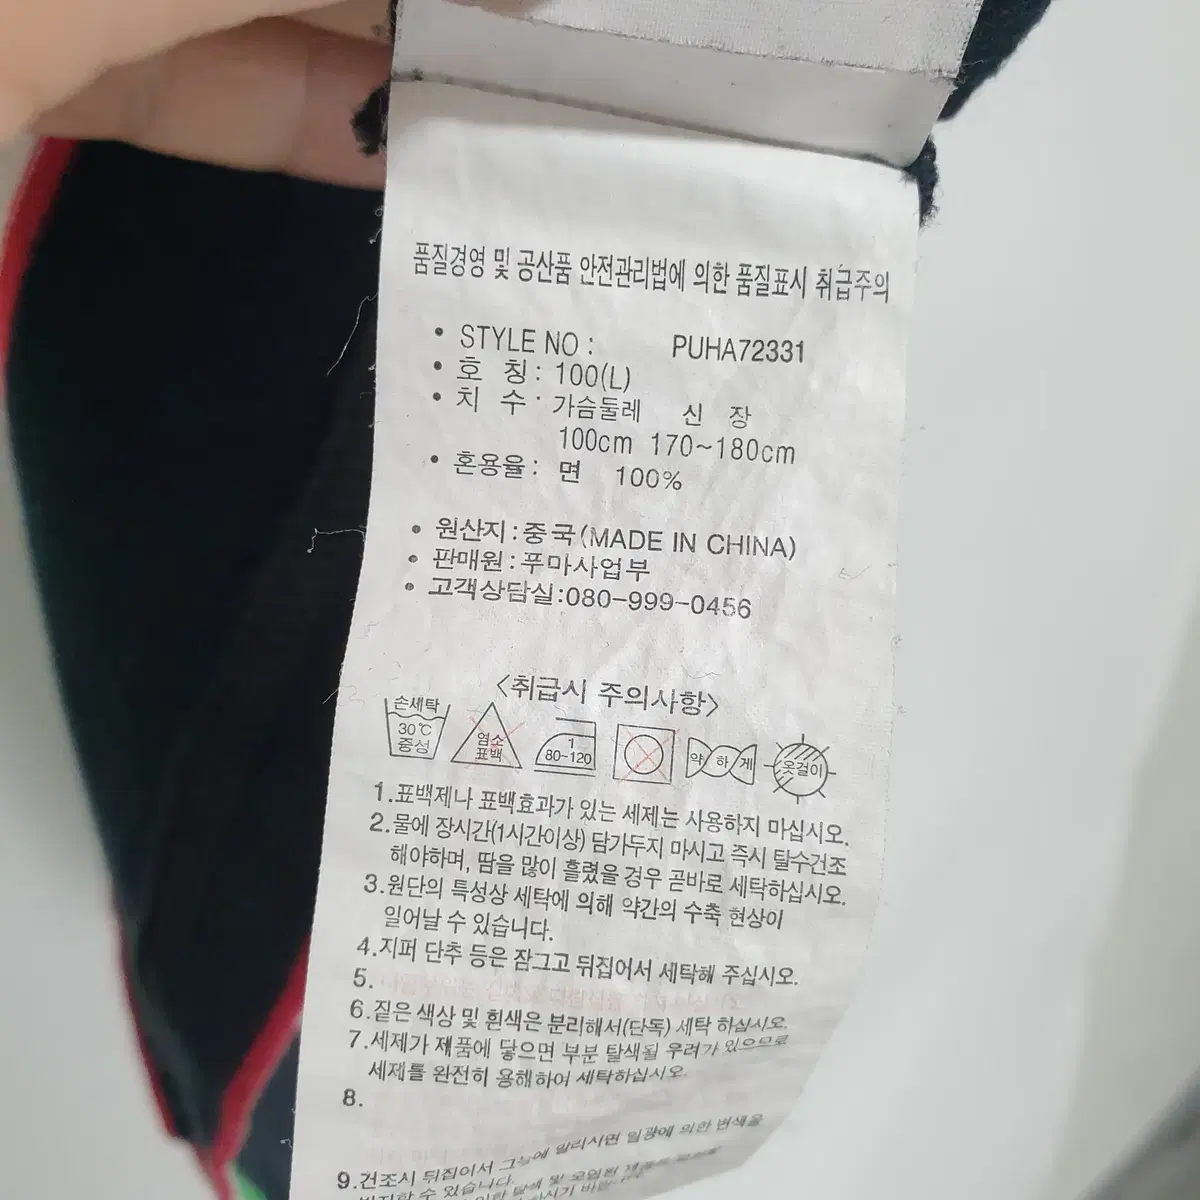 품질경영 및 공산품 안전관리법에 의한 품질표시 취급주의
• STYLE NO : PUHA72331
• 호 칭 : 100(L)
• 치 수 : 가슴둘레 신 장
100cm 170~180cm
• 혼용율 : 면 100%
• 원산지 : 중국(MADE IN CHINA)
• 판매원 : 푸마사업부
• 고객상담실:080-999-0456
<취급시 주의사항>
손세탁
30℃
중성
염소
표백
1
80~120
약하게
옷걸이
1.표백제나 표백효과가 있는 세제는 사용하지 마십시오.
2.물에 장시간(1시간이상) 담가두지 마시고 즉시 탈수건조
해야하며, 땀을 많이 흘렸을 경우 곧바로 세탁하십시오.
3.원단의 특성상 세탁에 의해 약간의 수축 현상이
일어날 수 있습니다.
4.지퍼 단추 등은 잠그고 뒤집어서 세탁해 주십시오.
5.
6.짙은 색상 및 흰색은 분리해서(단독) 세탁 하십시오.
7.세제가 제품에 닿으면 부분 탈색될 우려가 있으므로
세제를 완전히 용해하여 세탁하십시오.
8.
9.건조시 뒤집어서 그늘에 말리시면 일광에 의한 변색을
방지할 수 있습니다.